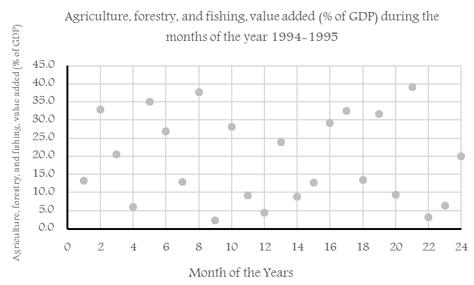 Agriculture, forestry, and fishing, value added (% of GDP) during the
months of the year 1994-1995
Agriculture, forestry, and fishing, value added (% of GDP)
45.0
40.0
35.0
30.0
25.0
20.0
15.0
10.0
5.0
0.0
0 2 4 6 8 10 12 14 16 18 20 22 24
Month of the Years